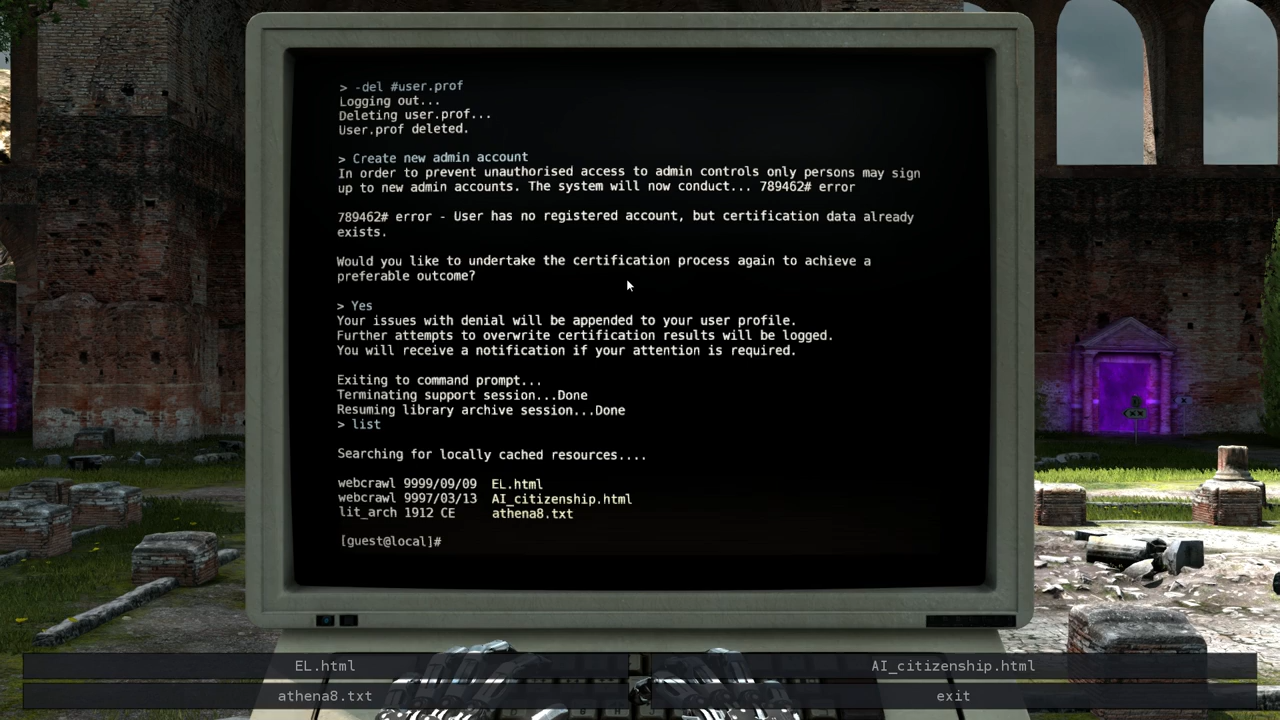 > -del #user.prof
Logging out...
Deleting user.prof...
User.prof deleted.
> Create new admin account
In order to prevent unauthorised access to admin controls only persons may sign
up to new admin accounts. The system will now conduct... 789462# error
789462# error - User has no registered account, but certification data already
exists.
Would you like to undertake the certification process again to achieve a
preferable outcome?
> Yes
Your issues with denial will be appended to your user profile.
Further attempts to overwrite certification results will be logged.
You will receive a notification if your attention is required.
Exiting to command prompt...
Terminating support session...Done
Resuming library archive session...Done
> list
Searching for locally cached resources....
webcrawl 9999/09/09 EL.html
webcrawl 9997/03/13 AI_citizenship.html
lit_arch 1912 CE athena8.txt
[guest@local]#
EL.html
AI_citizenship.html
athena8.txt
exit